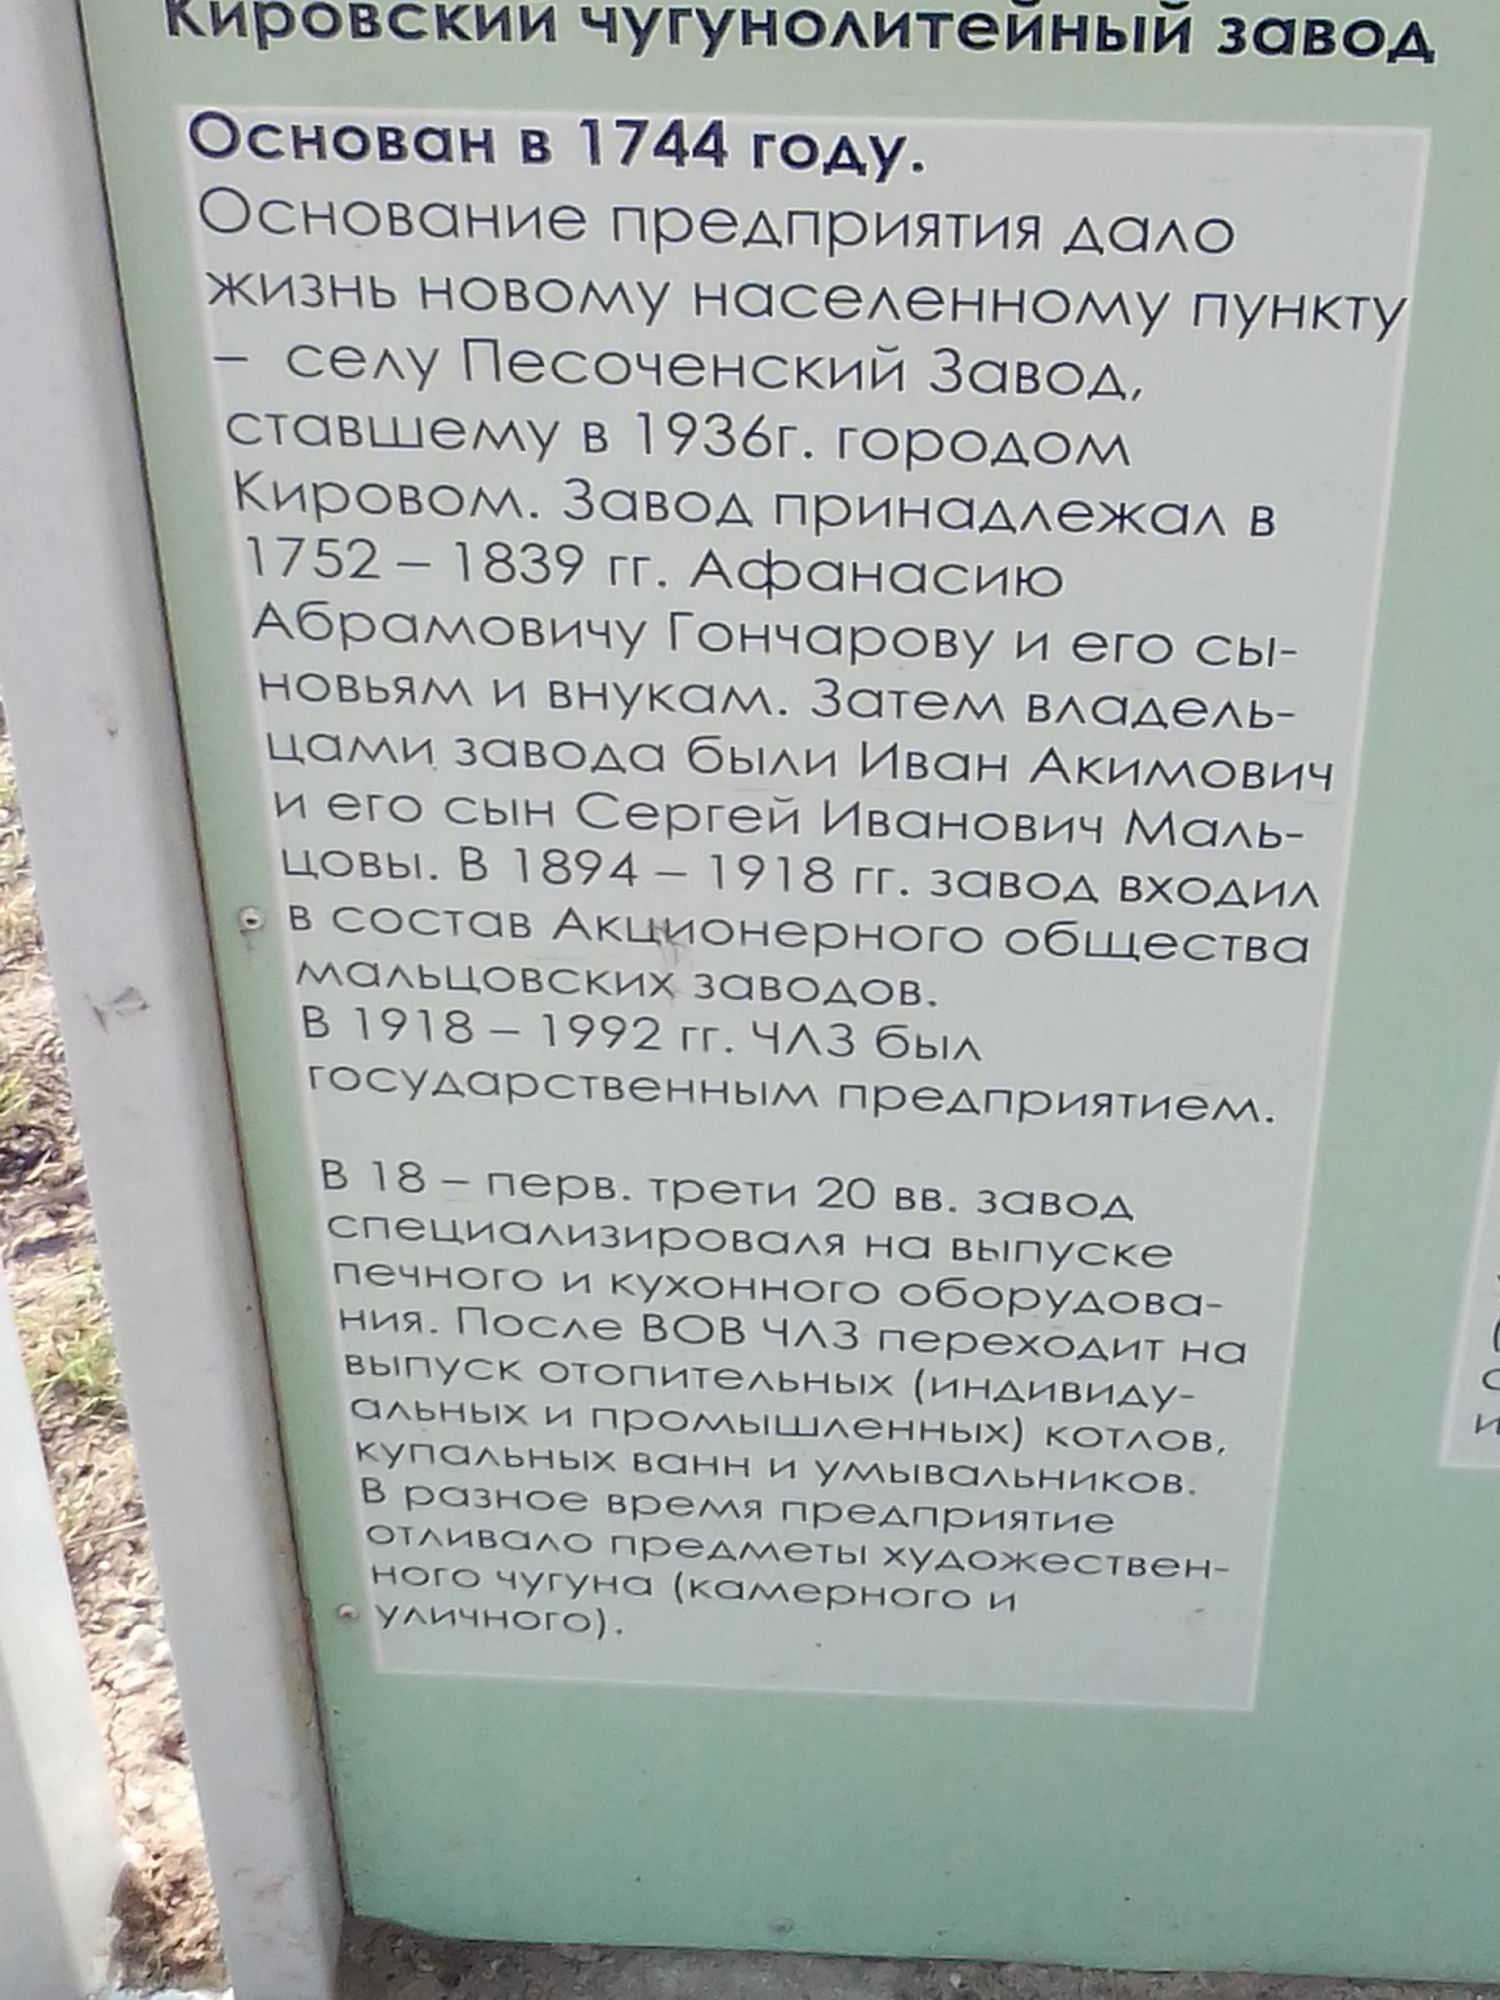 Кировский чугунолитейный завод
Основан в 1744 году.
Основание предприятия дало
жизнь новому населенному пункту
– селу Песоченский Завод,
ставшему в 1936г. городом
Кировом. Завод принадлежал в
1752 – 1839 гг. Афанасию
Абрамовичу Гончарову и его сы-
новьям и внукам. Затем владель-
цами завода были Иван Акимович
и его сын Сергей Иванович Маль-
цовы. В 1894 – 1918 гг. завод входил
в состав Акционерного общества
мальцовских заводов.
В 1918 – 1992 гг. ЧЛЗ был
государственным предприятием.
В 18 – перв. трети 20 вв. завод
специализироваля на выпуске
печного и кухонного оборудова-
ния. После ВОВ ЧЛЗ переходит на
выпуск отопительных (индивиду-
альных и промышленных) котлов,
купальных ванн и умывальников.
В разное время предприятие
отливало предметы художествен-
ного чугуна (камерного и
уличного).